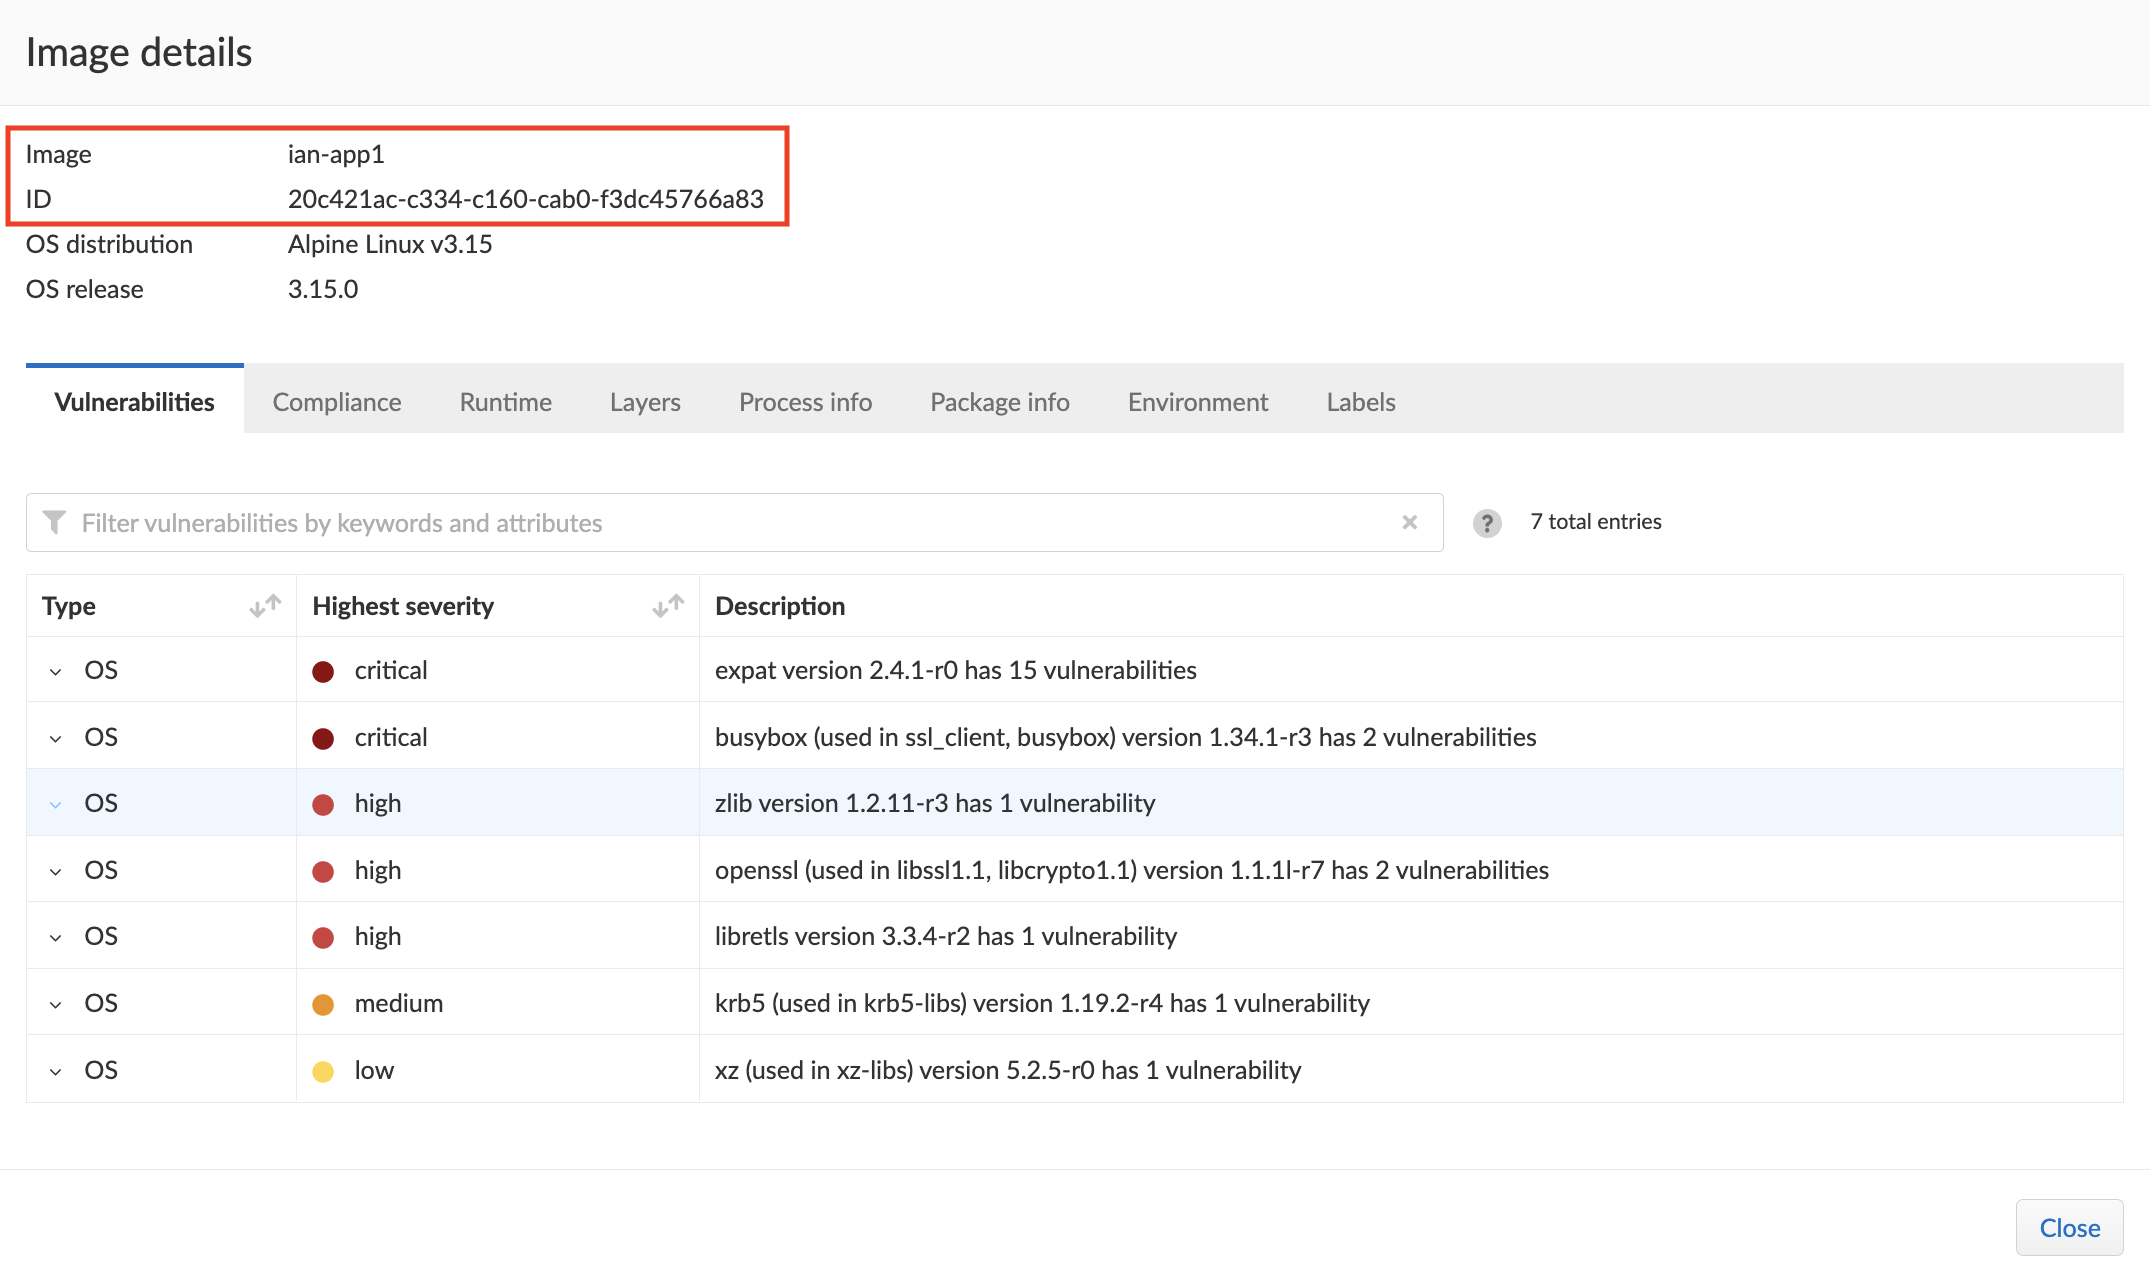 Image details
Image ian-app1
ID 20c421ac-c334-c160-cab0-f3dc45766a83
OS distribution Alpine Linux v3.15
OS release 3.15.0
Vulnerabilities Compliance Runtime Layers Process info Package info Environment Labels
Filter vulnerabilities by keywords and attributes × ? 7 total entries
Type Highest severity Description
OS critical expat version 2.4.1-r0 has 15 vulnerabilities
OS critical busybox (used in ssl_client, busybox) version 1.34.1-r3 has 2 vulnerabilities
OS high zlib version 1.2.11-r3 has 1 vulnerability
OS high openssl (used in libssl1.1, libcrypto1.1) version 1.1.1l-r7 has 2 vulnerabilities
OS high libretls version 3.3.4-r2 has 1 vulnerability
OS medium krb5 (used in krb5-libs) version 1.19.2-r4 has 1 vulnerability
OS low xz (used in xz-libs) version 5.2.5-r0 has 1 vulnerability
Close